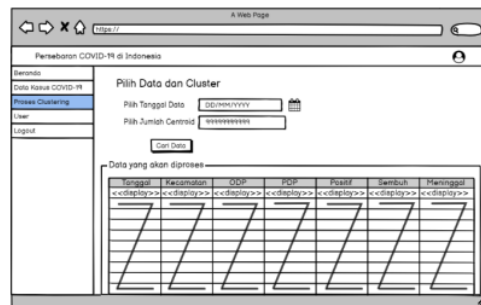 A Web Page
https://
Persebaran COVID-19 di Indonesia
Beranda
Data Kasus COVID-19
Proses Clustering
User
Logout
Pilih Data dan Cluster
Pilih Tanggal Data DD/MM/YYYY
Pilih Jumlah Centroid 99999999999
Cari Data
Data yang akan diproses
Tanggal Kecamatan ODP PDP Positif Sembuh Meninggal
<<display>> <<display>> <<display>> <<display>> <<display>> <<display>> <<display>>